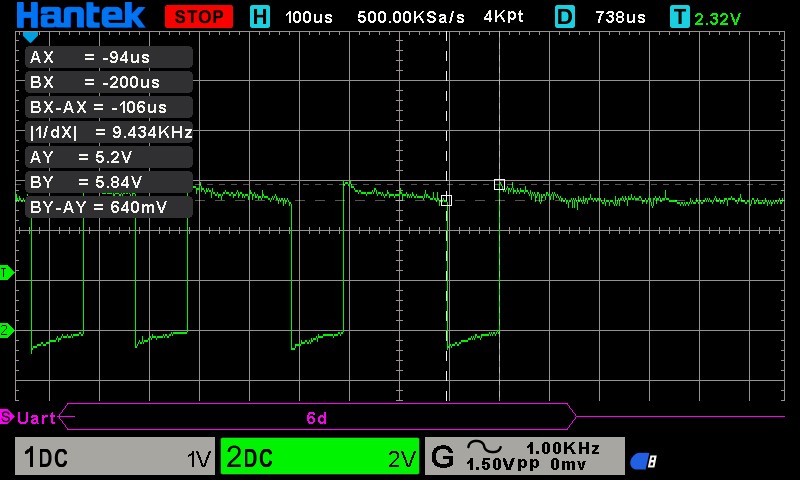 Hantek STOP H 100us 500.00KSa/s 4Kpt D 738us T 2.32V
AX = -94us
BX = -200us
BX-AX = -106us
|1/dX| = 9.434KHz
AY = 5.2V
BY = 5.84V
BY-AY = 640mV
T
2
S Uart 6d
1DC 1V 2DC 2V G 1.00KHz
1.50Vpp 0mv